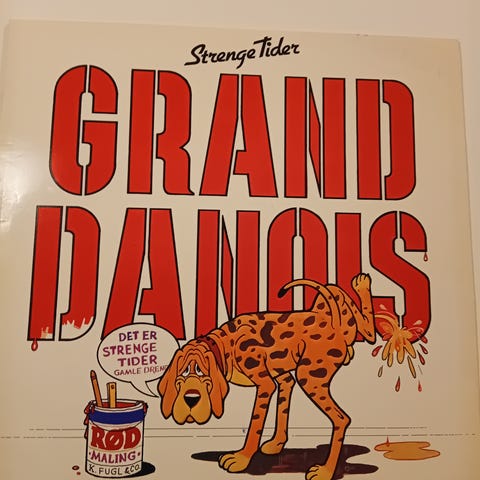 Strenge Tider
GRAND
DANOIS
DET ER
STRENGE
TIDER
GAMLE DRENG
RØD
·MALING·
K. FUGL & CO